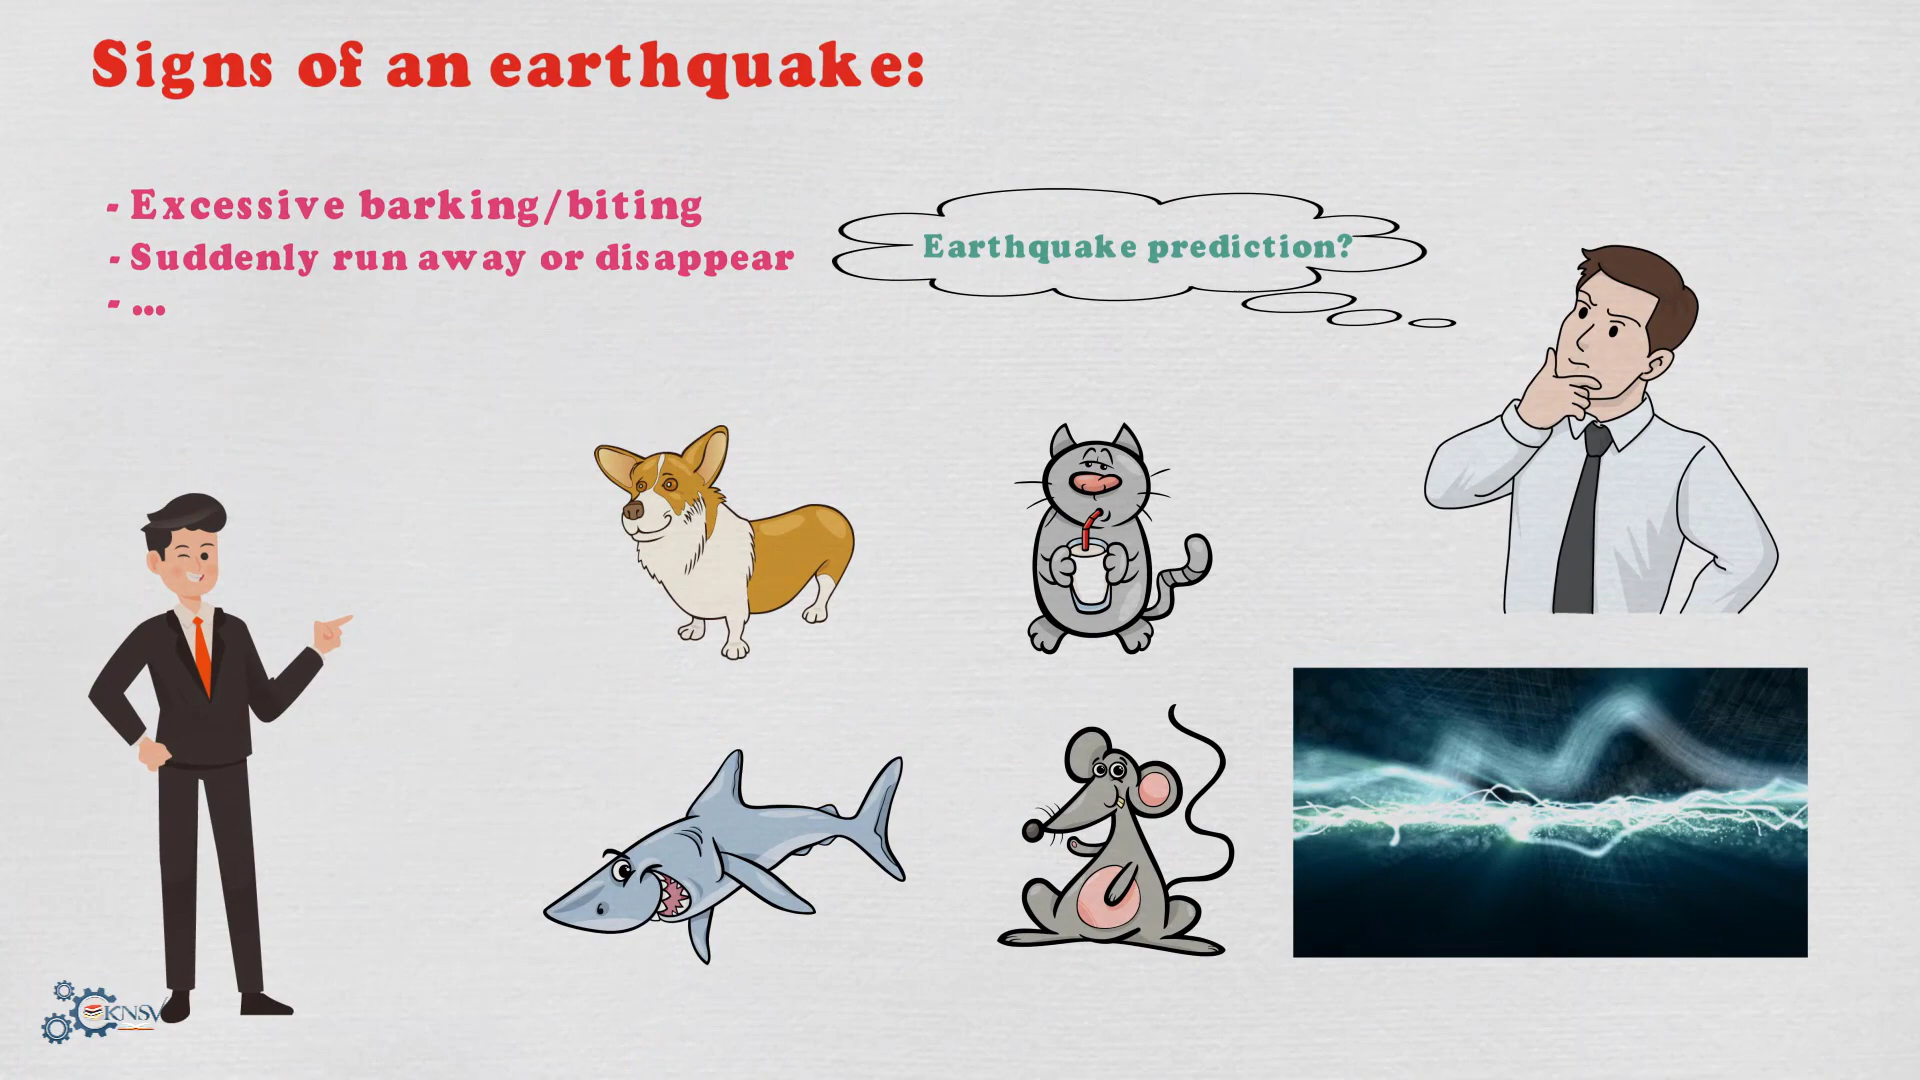 Signs of an earthquake:
- Excessive barking/biting
- Suddenly run away or disappear
- ...
Earthquake prediction?
KNSV